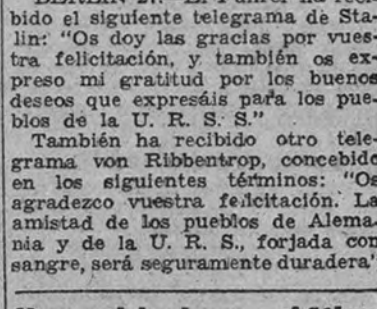 bido el siguiente telegrama de Sta-
lin: "Os doy las gracias por vues-
tra felicitación, y también os ex-
preso mi gratitud por los buenos
deseos que expresáis para los pue-
blos de la U. R. S. S."
También ha recibido otro tele-
grama von Ribbentrop, concebido
en los siguientes términos: "Os
agradezco vuestra felicitación. La
amistad de los pueblos de Alema-
nia y de la U. R. S., forjada con
sangre, será seguramente duradera"